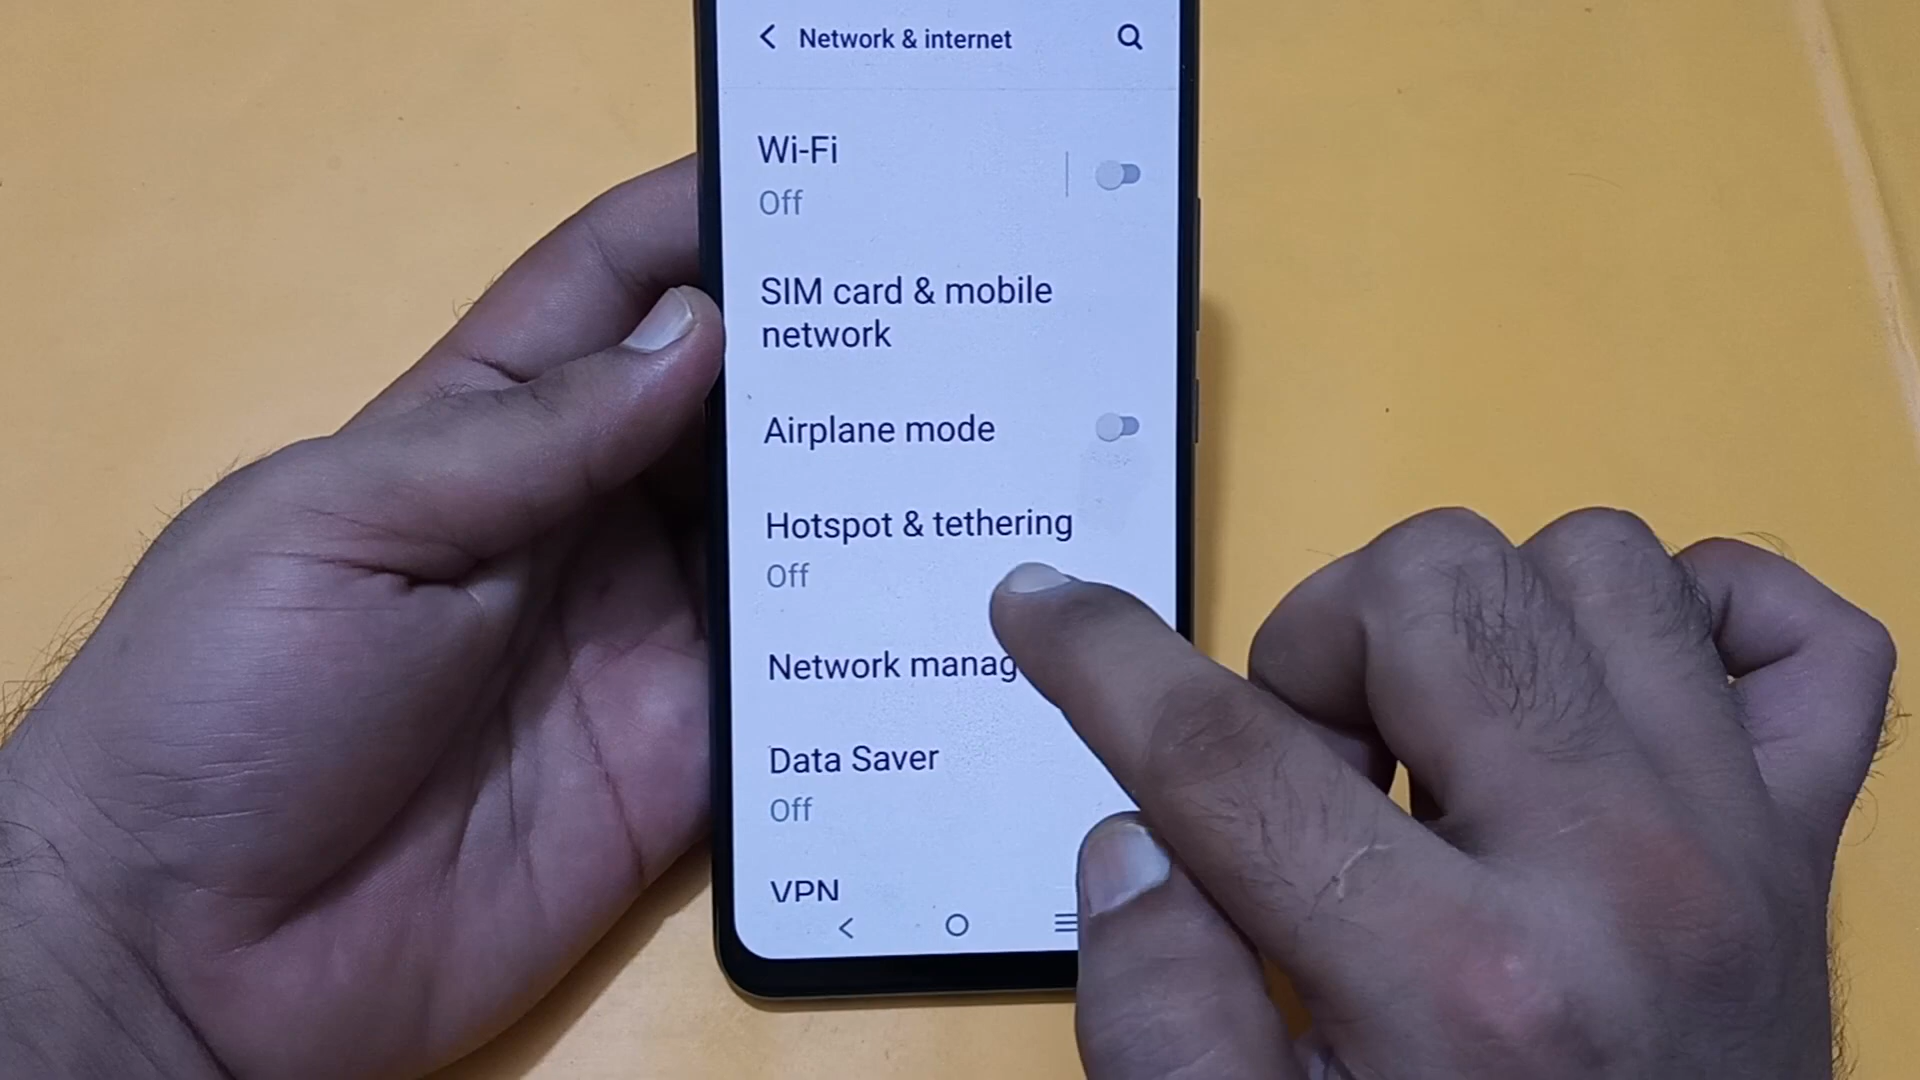 Network & internet
Wi-Fi
Off
SIM card & mobile
network
Airplane mode
Hotspot & tethering
Off
Network manag
Data Saver
Off
VPN